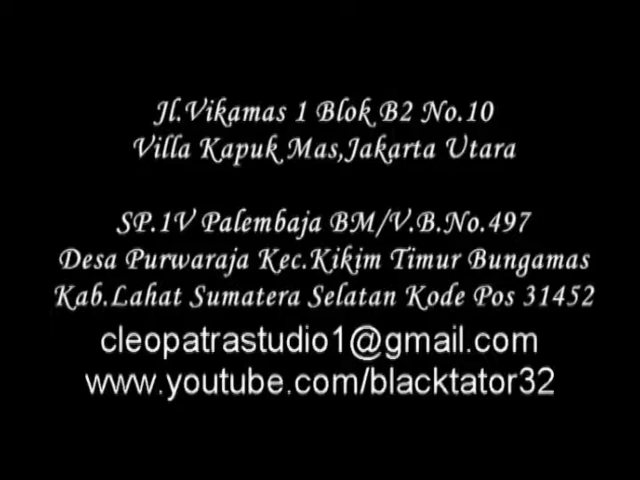 Jl.Vikamas 1 Blok B2 No.10
Villa Kapuk Mas,Jakarta Utara
SP.1V Palembaja BM/V.B.No.497
Desa Purwaraja Kec.Kikim Timur Bungamas
Kab.Lahat Sumatera Selatan Kode Pos 31452
cleopatrastudio1@gmail.com
www.youtube.com/blacktator32